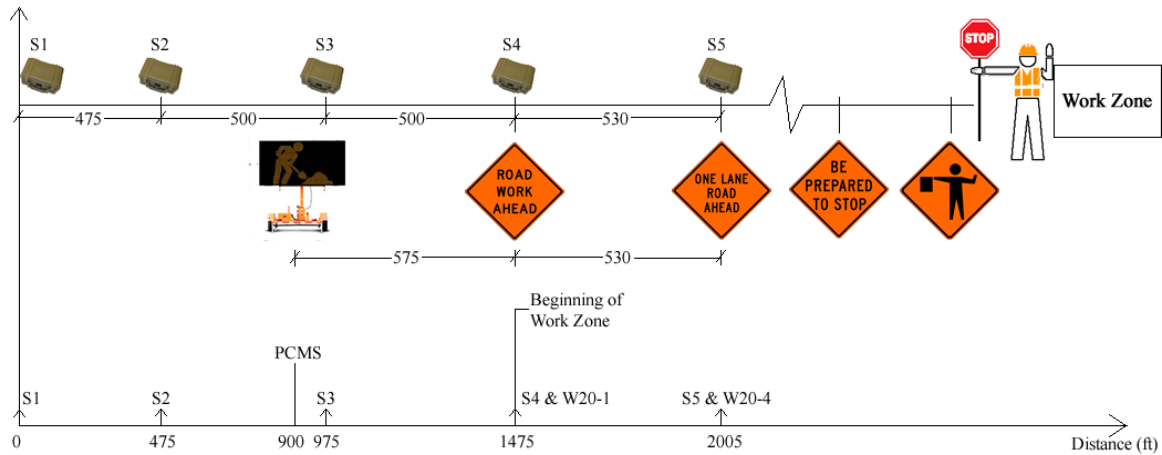 S1
S2
S3
S4
S5
STOP
Work Zone
475
500
500
530
ROAD
WORK
AHEAD
ONE LANE
ROAD
AHEAD
BE
PREPARED
TO STOP
575
530
Beginning of
Work Zone
PCMS
S1
S2
S3
S4 & W20-1
S5 & W20-4
0
475
900
975
1475
2005
Distance (ft)